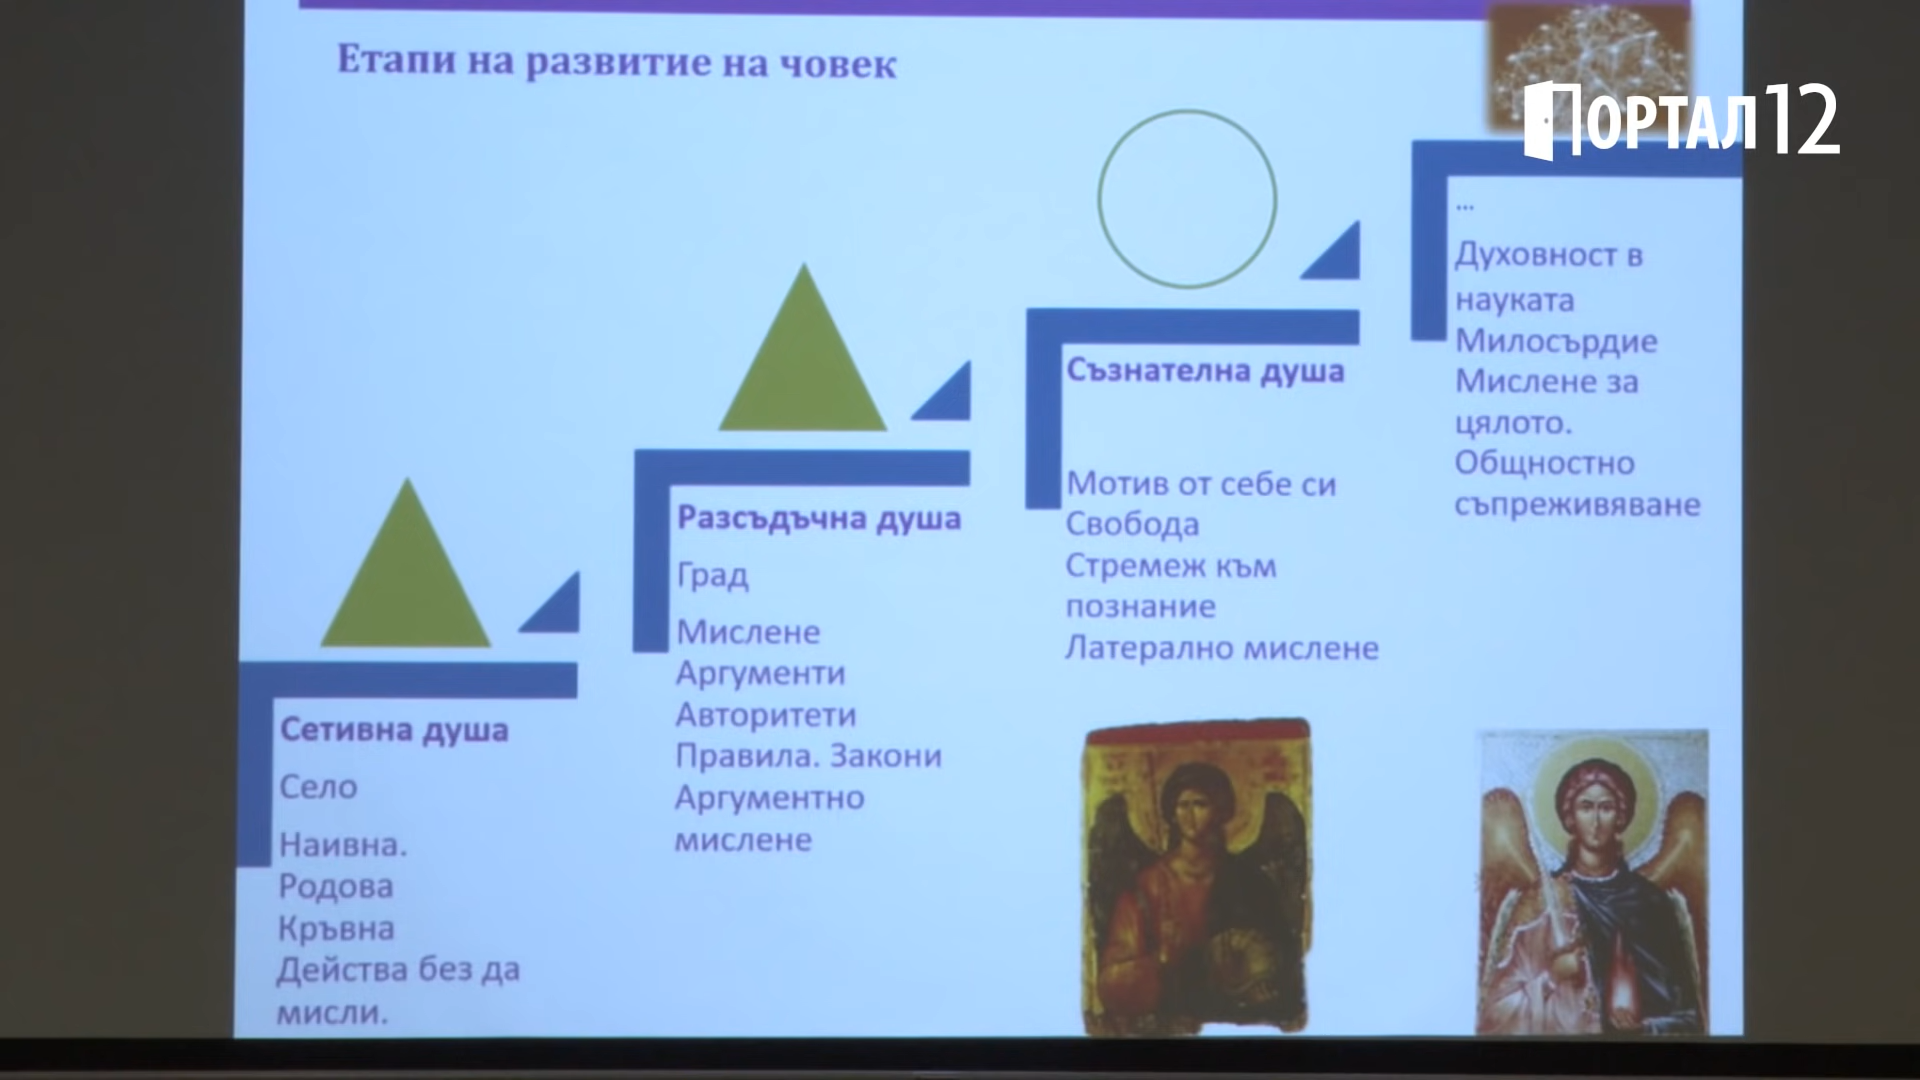 Етапи на развитие на човек
ПОРТАЛ12
Сетивна душа
Село
Наивна.
Родова
Кръвна
Действа без да
мисли.
Разсъдъчна душа
Град
Мислене
Аргументи
Авторитети
Правила. Закони
Аргументно
мислене
Съзнателна душа
Мотив от себе си
Свобода
Стремеж към
познание
Латерално мислене
...
Духовност в
науката
Милосърдие
Мислене за
цялото.
Общностно
съпреживяване